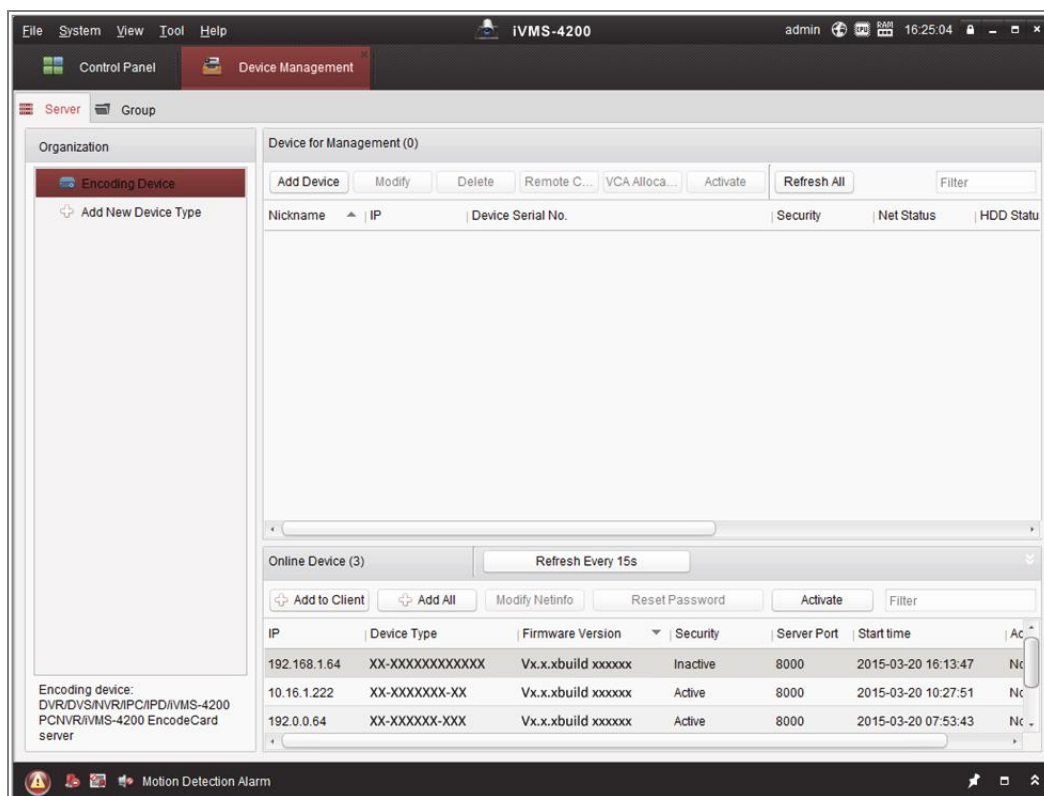 File System View Tool Help iVMS-4200 admin CPU RAM 16:25:04
Control Panel Device Management
Server Group
Organization
Encoding Device
Add New Device Type
Encoding device:
DVR/DVS/NVR/IPC/IPD/iVMS-4200
PCNVR/iVMS-4200 EncodeCard
server
Device for Management (0)
Add Device Modify Delete Remote C... VCA Alloca... Activate Refresh All Filter
Nickname IP Device Serial No. Security Net Status HDD Statu
Online Device (3) Refresh Every 15s
Add to Client Add All Modify Netinfo Reset Password Activate Filter
IP Device Type Firmware Version Security Server Port Start time Ac
192.168.1.64 XX-XXXXXXXXXXXX Vx.x.xbuild xxxxxx Inactive 8000 2015-03-20 16:13:47 No
10.16.1.222 XX-XXXXXXX-XX Vx.x.xbuild xxxxxx Active 8000 2015-03-20 10:27:51 No
192.0.0.64 XX-XXXXXX-XXX Vx.x.xbuild xxxxxx Active 8000 2015-03-20 07:53:43 No
Motion Detection Alarm